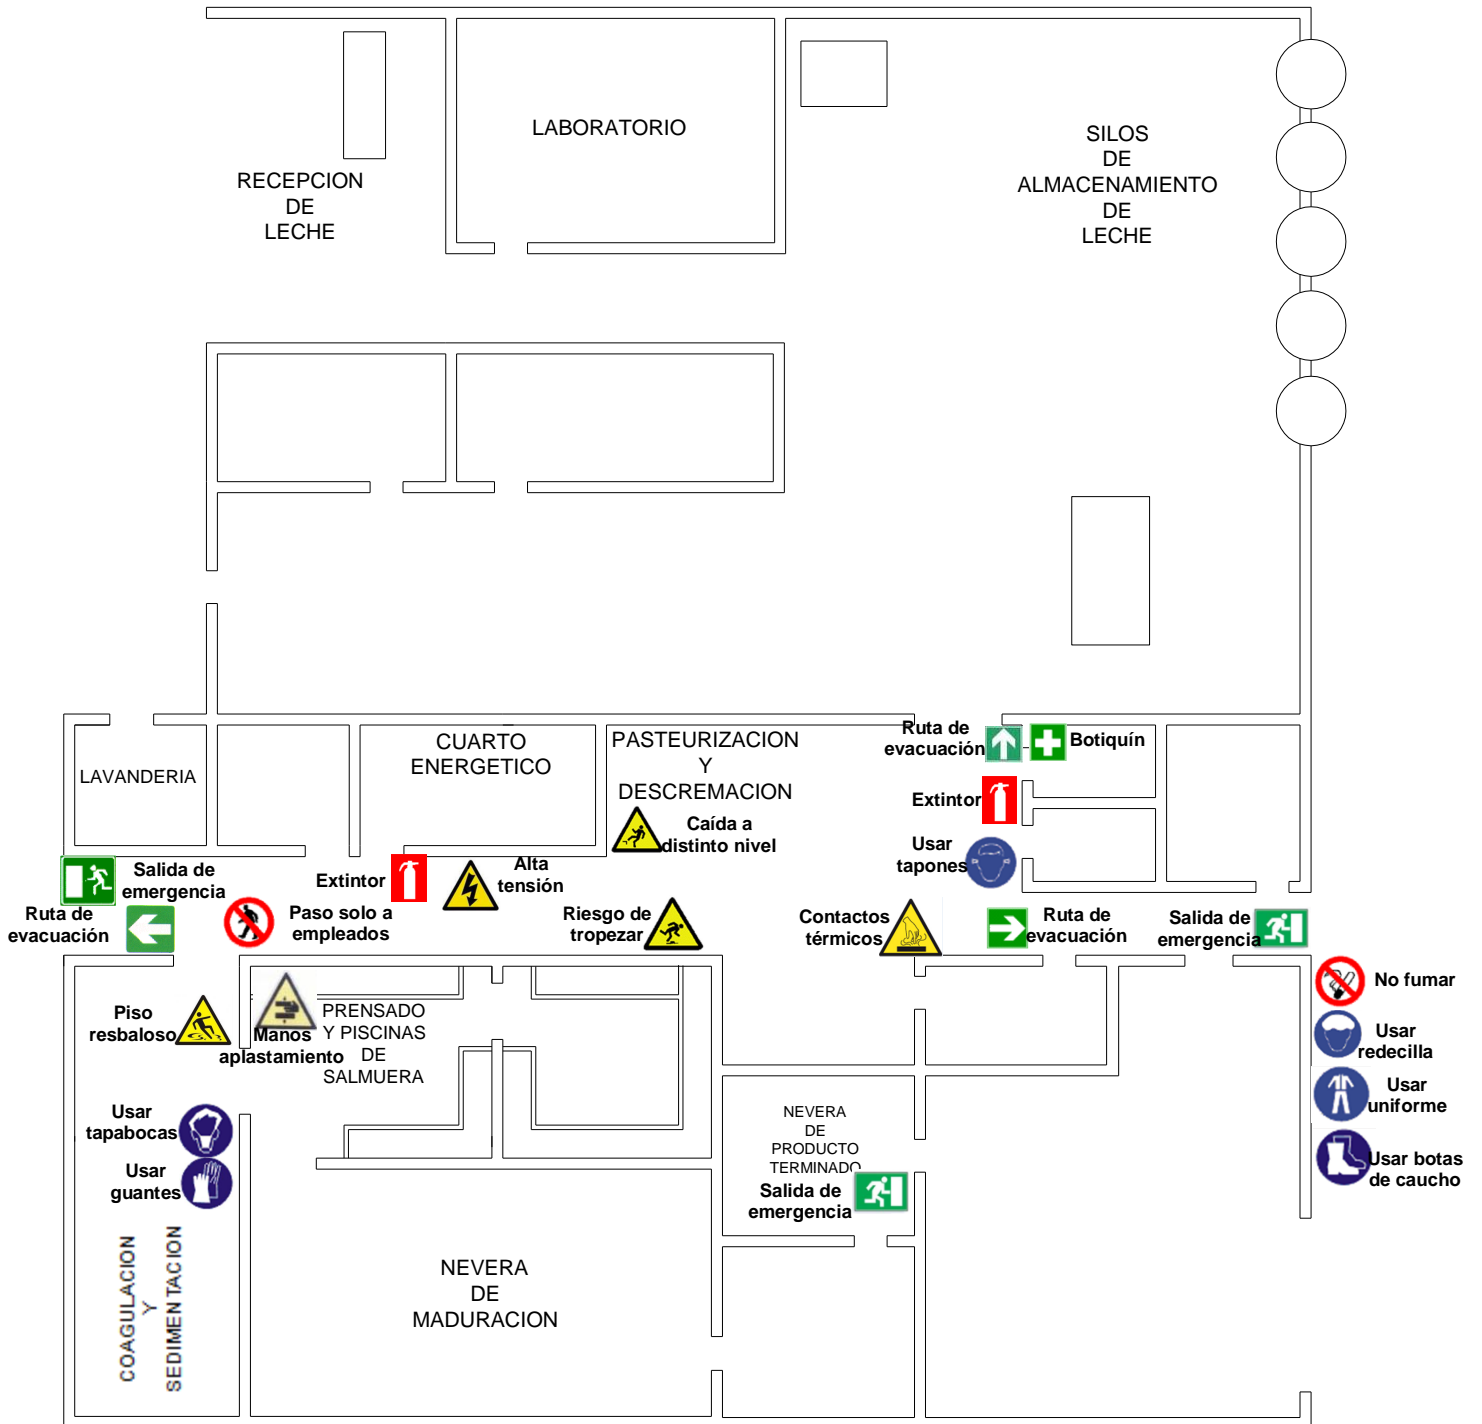 LABORATORIO
SILOS
DE
ALMACENAMIENTO
DE
LECHE
RECEPCION
DE
LECHE
CUARTO
ENERGETICO
PASTEURIZACION
Y
DESCREMACION
LAVANDERIA
Ruta de
evacuación
Botiquín
Extintor
Caída a
distinto nivel
Usar
tapones
Salida de
emergencia
Extintor
Alta
tensión
Ruta de
evacuación
Paso solo a
empleados
Riesgo de
tropezar
Contactos
térmicos
Ruta de
evacuación
Salida de
emergencia
No fumar
Piso
resbaloso
Manos
aplastamiento
PRENSADO
Y PISCINAS
DE
SALMUERA
Usar
redecilla
Usar
uniforme
Usar botas
de caucho
Usar
tapabocas
Usar
guantes
NEVERA
DE
PRODUCTO
TERMINADO
Salida de
emergencia
COAGULACION
Y
SEDIMENTACION
NEVERA
DE
MADURACION